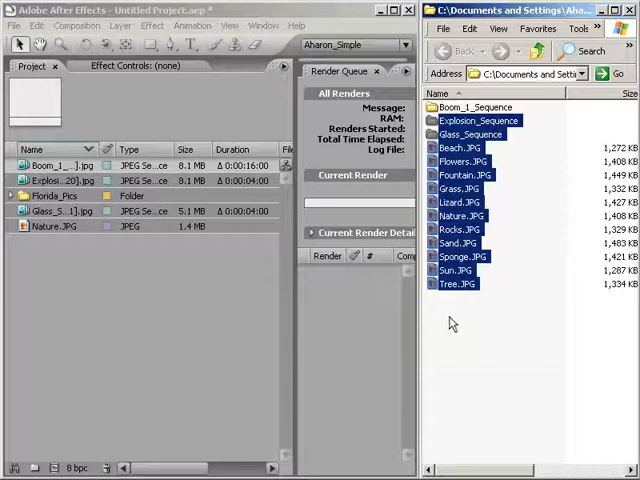 Adobe After Effects - Untitled Project.aep *
File Edit Composition Layer Effect Animation View Window Help
Aharon_Simple
Project × Effect Controls: (none)
Name Type Size Duration File
Boom_1_...].jpg JPEG Se...ce 8.1 MB Δ 0:00:16:00
Explosi...20].jpg JPEG Se...ce 8.1 MB Δ 0:00:04:00
Florida_Pics Folder
Glass_S...1].jpg JPEG Se...ce 5.1 MB Δ 0:00:04:00
Nature.JPG JPEG 1.4 MB
8 bpc
Render Queue ×
All Renders
Message:
RAM:
Renders Started:
Total Time Elapsed:
Log File:
Current Render
Current Render Detai
Render # Comp
C:\Documents and Settings\Aha...
File Edit View Favorites Tools »
Back Search »
Address C:\Documents and Settin Go
Name Size
Boom_1_Sequence
Explosion_Sequence
Glass_Sequence
Beach.JPG 1,272 KB
Flowers.JPG 1,408 KB
Fountain.JPG 1,449 KB
Grass.JPG 1,332 KB
Lizard.JPG 1,427 KB
Nature.JPG 1,408 KB
Rocks.JPG 1,329 KB
Sand.JPG 1,483 KB
Sponge.JPG 1,421 KB
Sun.JPG 1,287 KB
Tree.JPG 1,334 KB